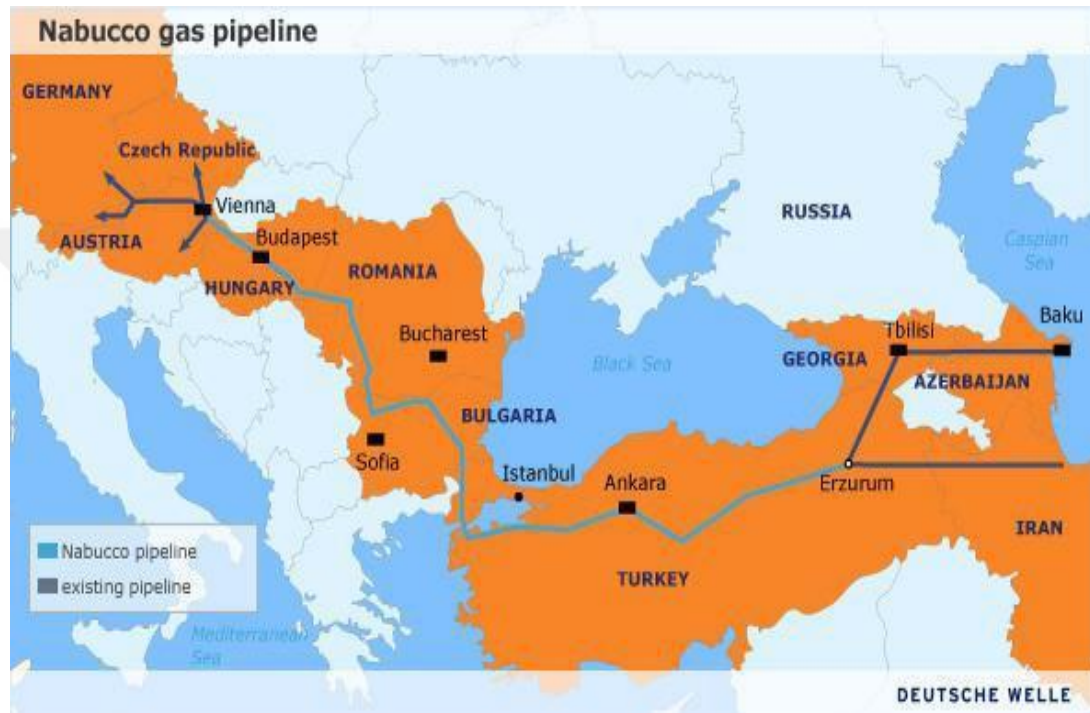 Nabucco gas pipeline
GERMANY
Czech Republic
Vienna
AUSTRIA
Budapest
HUNGARY
ROMANIA
RUSSIA
Caspian
Sea
Bucharest
Black Sea
Tbilisi
Baku
GEORGIA
AZERBAIJAN
BULGARIA
Sofia
Istanbul
Ankara
Erzurum
IRAN
TURKEY
Nabucco pipeline
existing pipeline
Mediterranean
Sea
DEUTSCHE WELLE